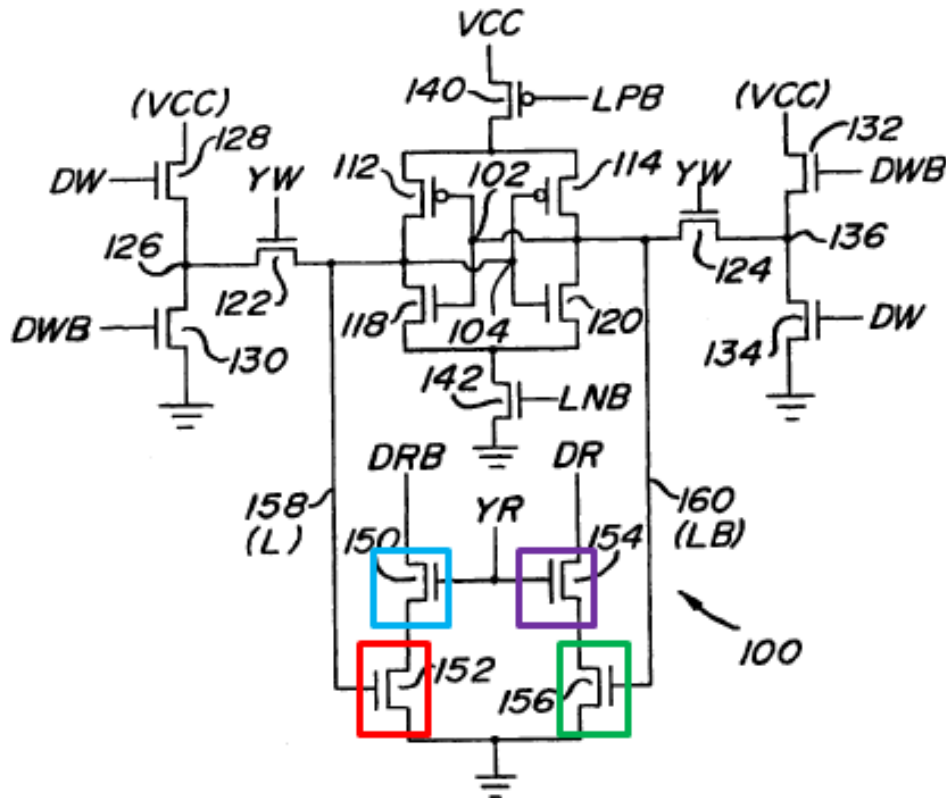 VCC
140 LPB
(VCC) (VCC)
128 132
DW YW 112 102 114 YW DWB
126 136
122 124
118 104 120
DWB 130 134 DW
142 LNB
DRB DR
158 YR 160
(L) (LB)
150 154
100
152 156